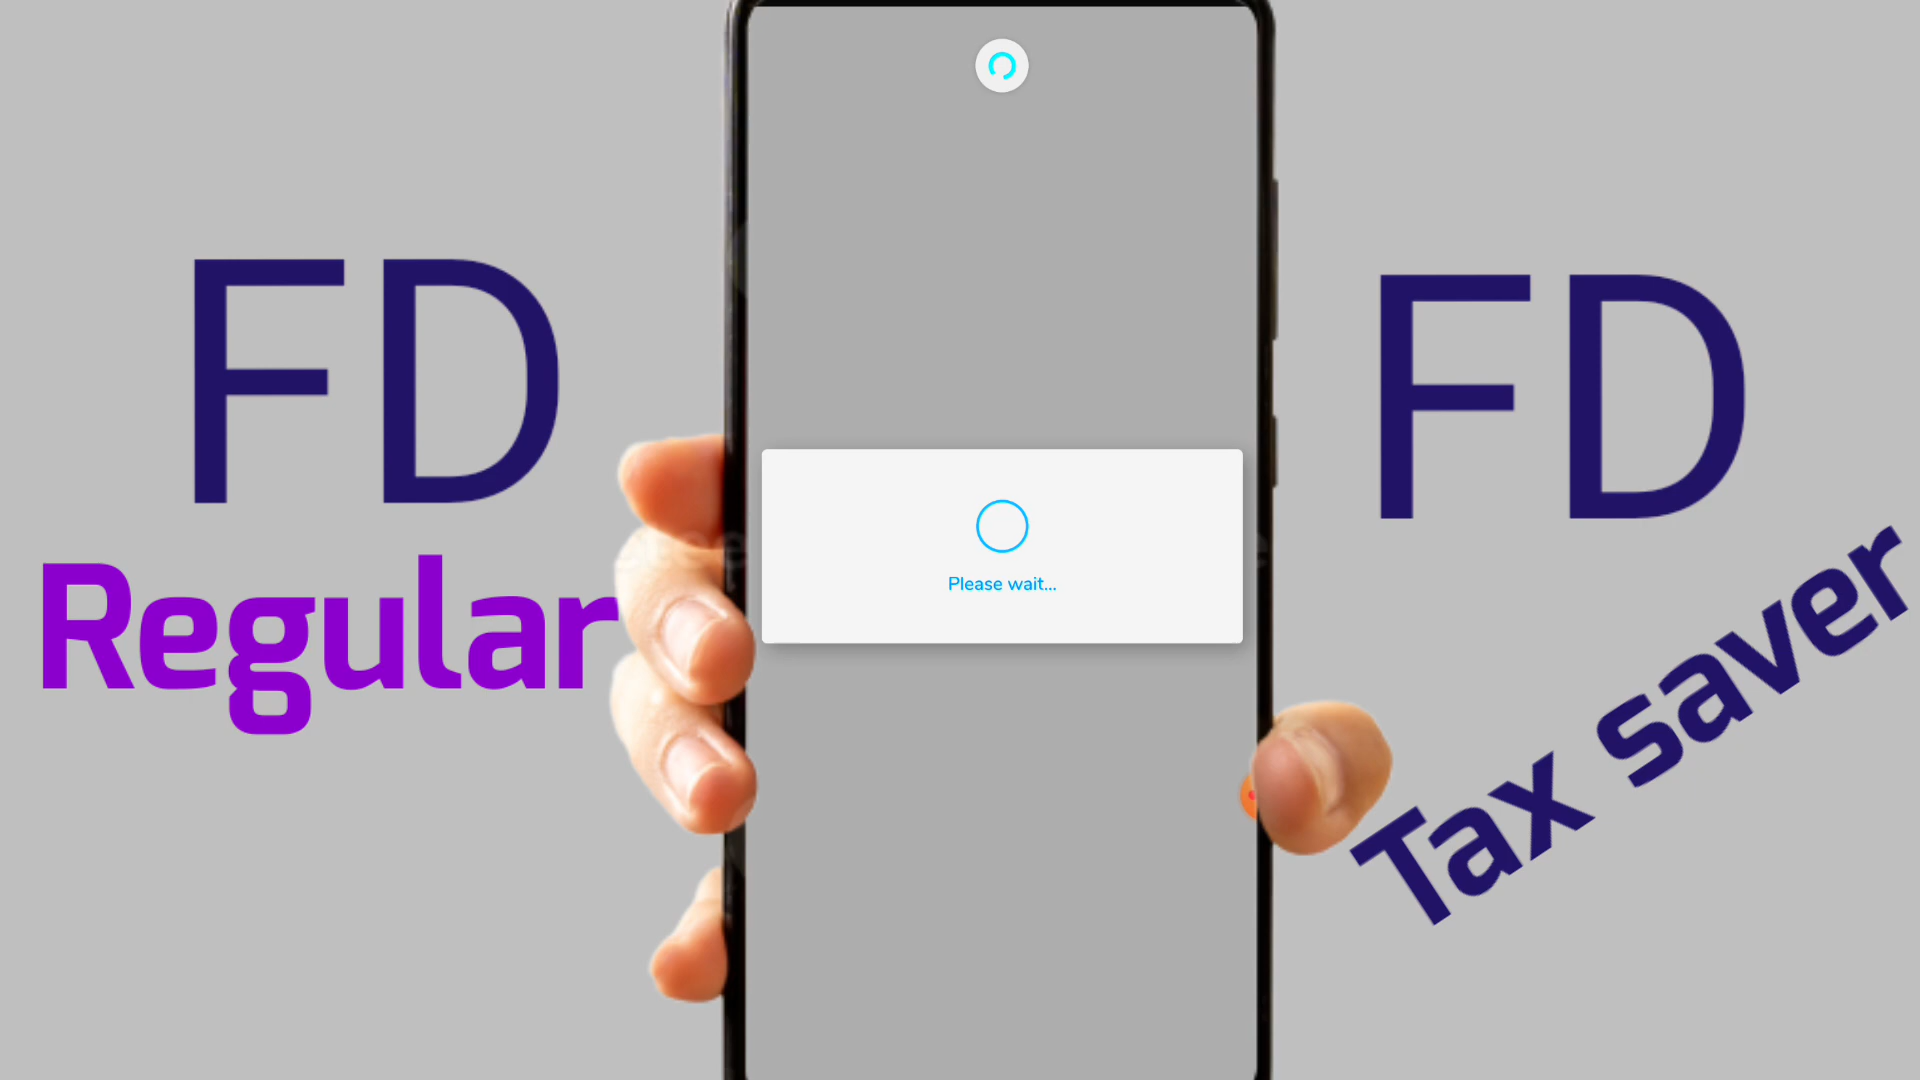 FD
Regular
Please wait...
FD
Tax saver